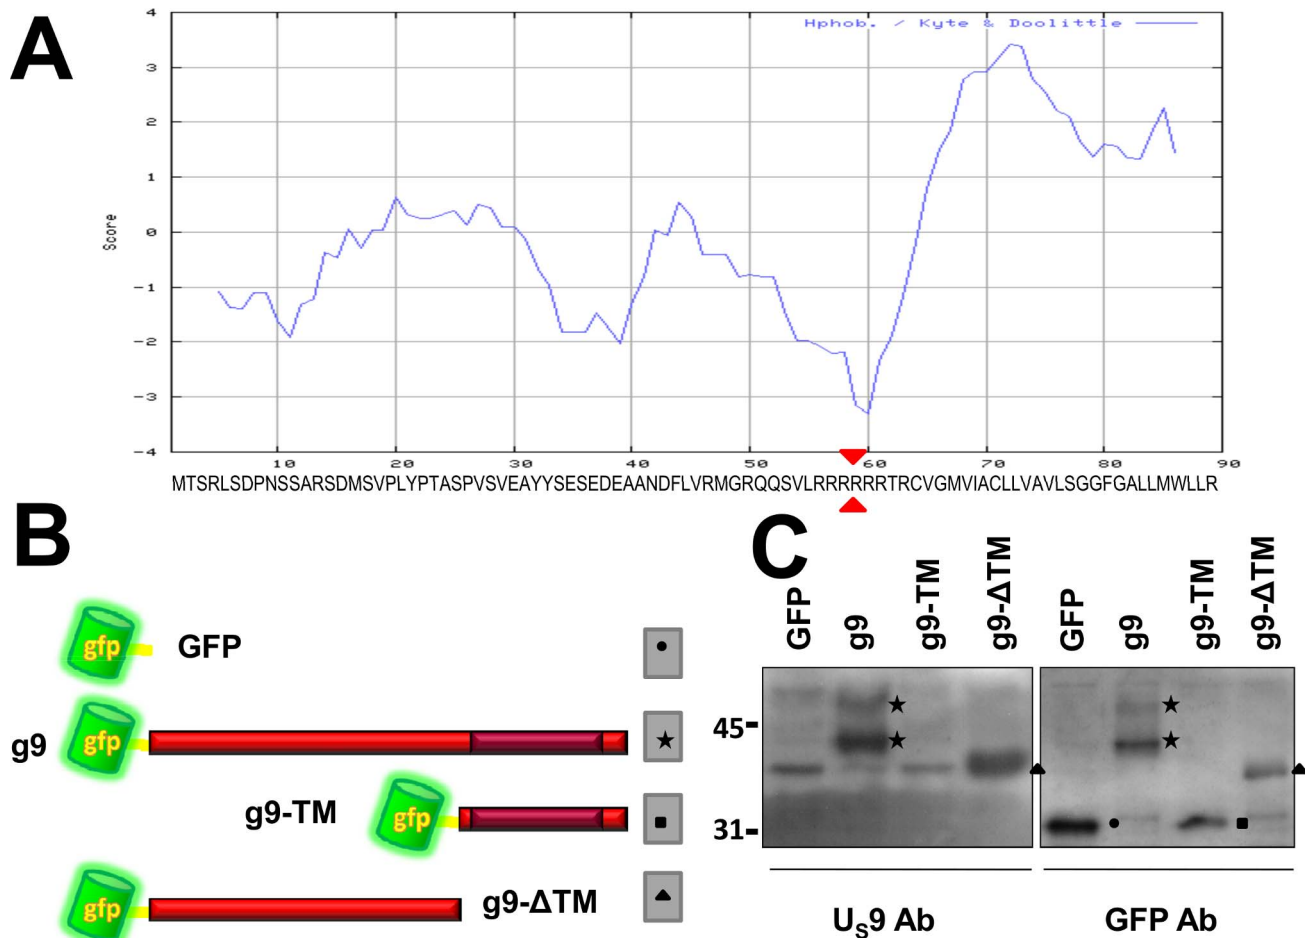 A
Hphob. / Kyte & Doolittle
4
3
2
1
0
-1
-2
-3
-4
Score
10 20 30 40 50 60 70 80 90
MTSRLSDPNSSARSDMSVPLYPTASPVSVEAYYSESEDEAANDFLVRMGRQQSVLRRRRRRTRCVGMVIACLLVAVLSGGFGALLMWLLR
B
gfp GFP
g9 gfp
g9-TM gfp
gfp g9-ΔTM
C
GFP g9 g9-TM g9-ΔTM GFP g9 g9-TM g9-ΔTM
45-
31-
US9 Ab GFP Ab